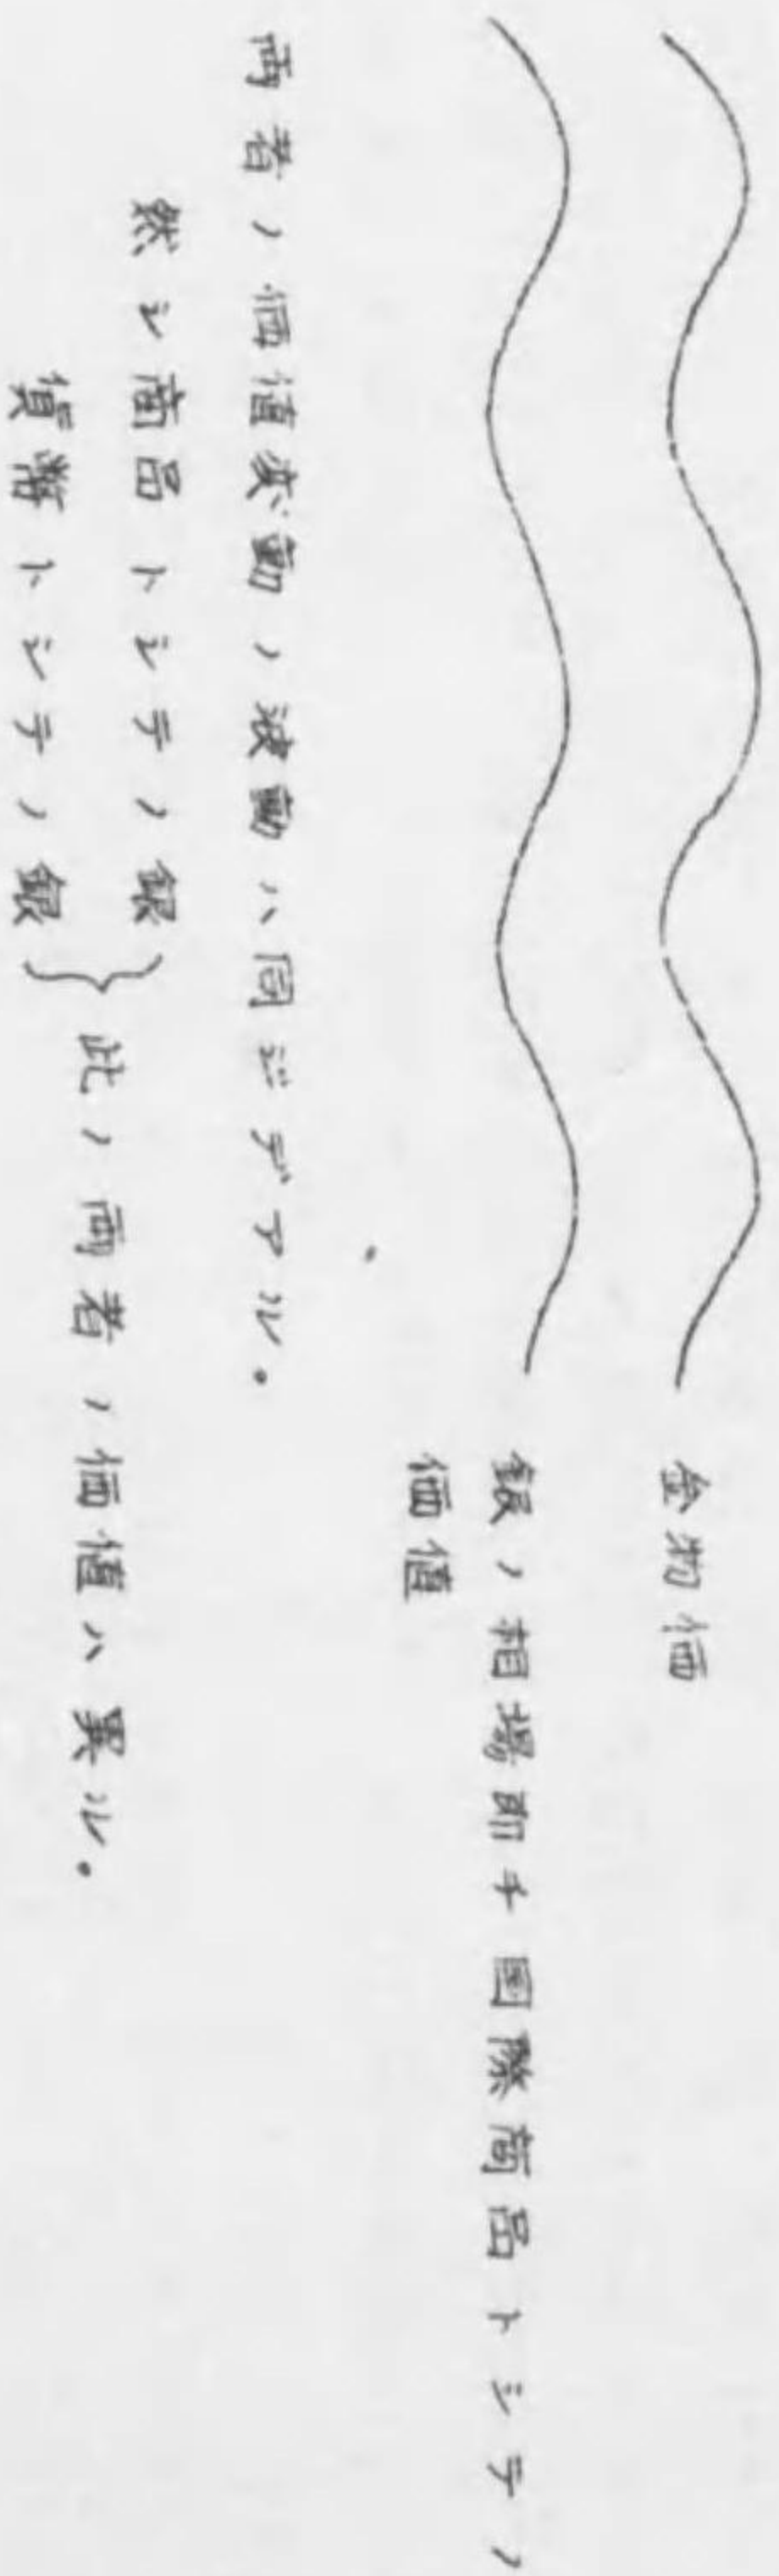 金物価
銀ノ相場即チ国際商品トシテノ
価値
両者ノ価値変動ノ波動ハ同ジデアル。
然シ商品トシテノ銀
貨幣トシテノ銀
此ノ両者ノ価値ハ異ル。